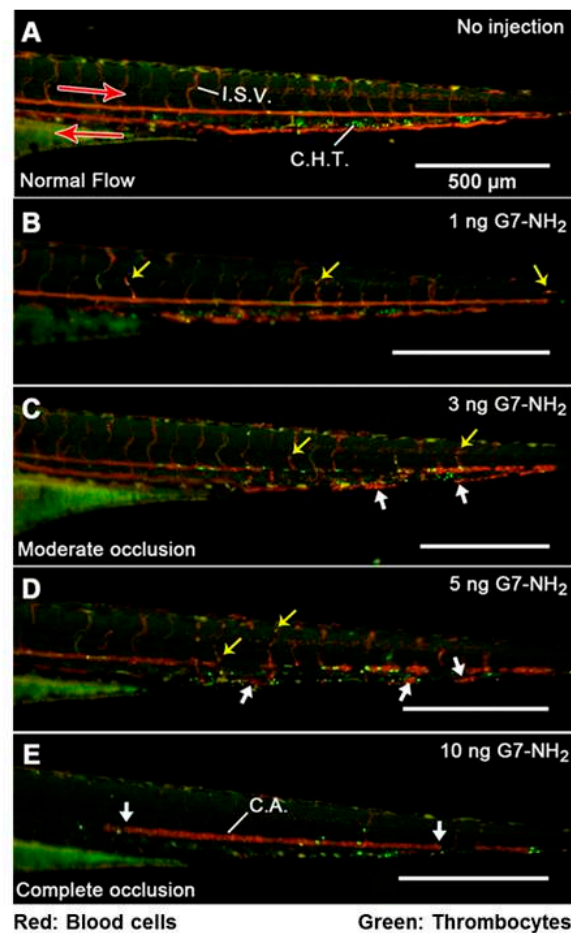 A
No injection
I.S.V.
C.H.T.
Normal Flow
500 µm
B
1 ng G7-NH₂
C
3 ng G7-NH₂
Moderate occlusion
D
5 ng G7-NH₂
E
10 ng G7-NH₂
C.A.
Complete occlusion
Red: Blood cells Green: Thrombocytes